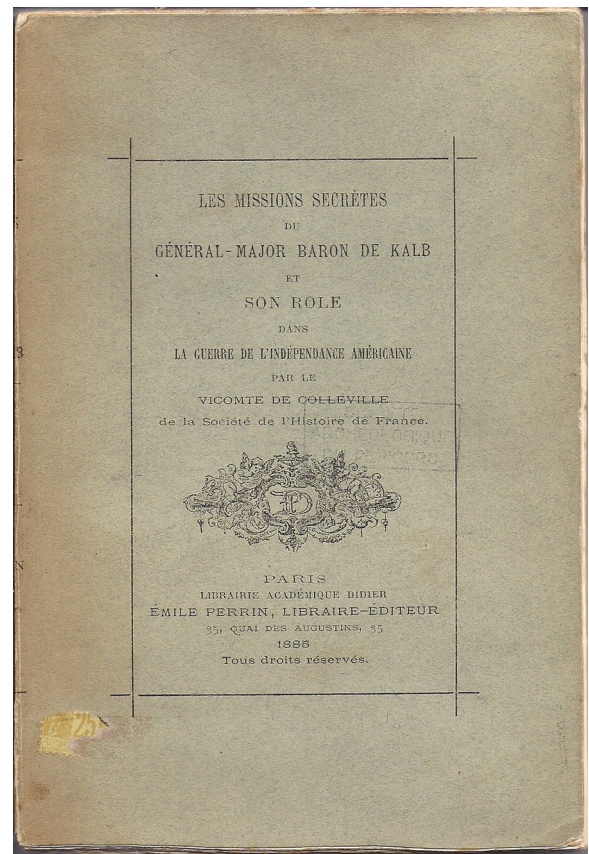 LES MISSIONS SECRÈTES
DU
GÉNÉRAL-MAJOR BARON DE KALB
ET
SON ROLE
DANS
LA GUERRE DE L'INDÉPENDANCE AMÉRICAINE
PAR LE
VICOMTE DE COLLEVILLE
de la Société de l'Histoire de France.
PARIS
LIBRAIRIE ACADÉMIQUE DIDIER
ÉMILE PERRIN, LIBRAIRE-ÉDITEUR
35, QUAI DES AUGUSTINS, 35
1885
Tous droits réservés.